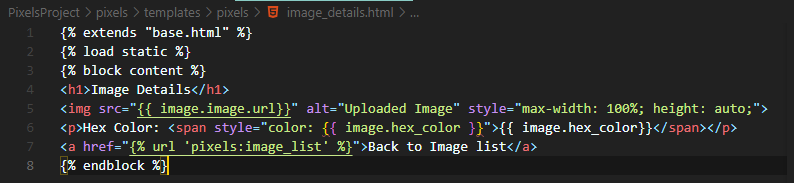 PixelsProject > pixels > templates > pixels > image_details.html > ...
1 {% extends "base.html" %}
2 {% load static %}
3 {% block content %}
4 <h1>Image Details</h1>
5 <img src="{{ image.image.url}}" alt="Uploaded Image" style="max-width: 100%; height: auto;">
6 <p>Hex Color: <span style="color: {{ image.hex_color }}">{{ image.hex_color}}</span></p>
7 <a href="{% url 'pixels:image_list' %}">Back to Image list</a>
8 {% endblock %}